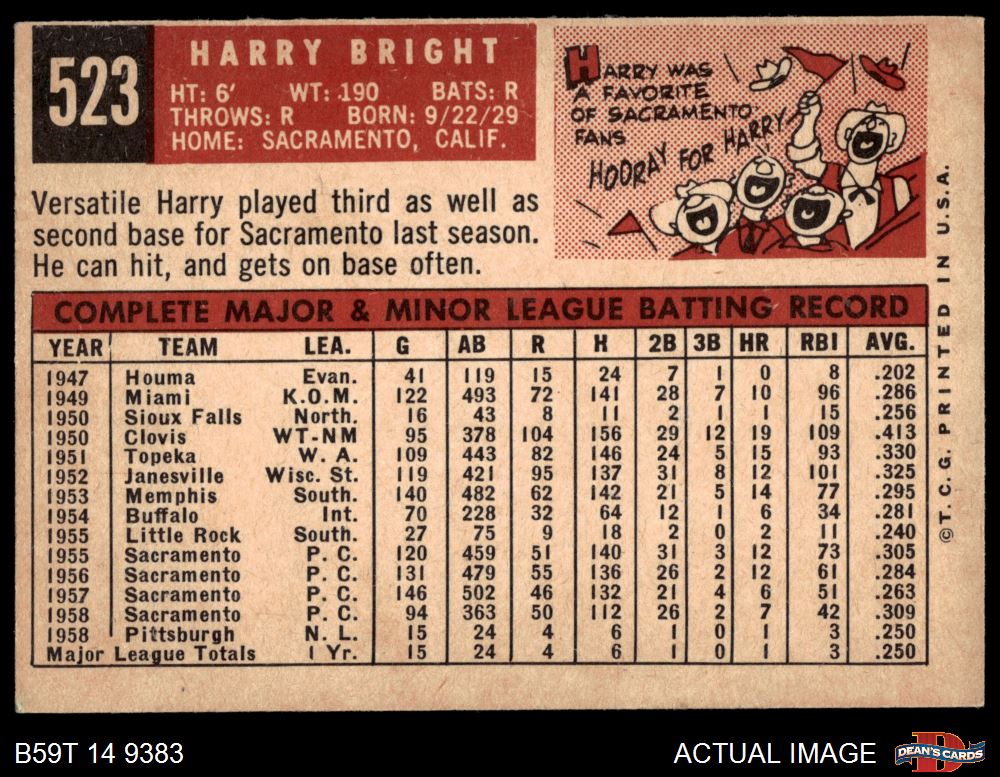 523
HARRY BRIGHT
HT: 6' WT: 190 BATS: R
THROWS: R BORN: 9/22/29
HOME: SACRAMENTO, CALIF.
HARRY WAS
A FAVORITE
OF SACRAMENTO
FANS
HOORAY FOR HARRY
Versatile Harry played third as well as
second base for Sacramento last season.
He can hit, and gets on base often.
COMPLETE MAJOR & MINOR LEAGUE BATTING RECORD
YEAR TEAM LEA. G AB R H 2B 3B HR RBI AVG.
1947 Houma Evan. 41 119 15 24 7 1 0 8 .202
1949 Miami K.O.M. 122 493 72 141 28 7 10 96 .286
1950 Sioux Falls North. 16 43 8 11 2 1 1 15 .256
1950 Clovis WT-NM 95 378 104 156 29 12 19 109 .413
1951 Topeka W. A. 109 443 82 146 24 5 15 93 .330
1952 Janesville Wisc. St. 119 421 95 137 31 8 12 101 .325
1953 Memphis South. 140 482 62 142 21 5 14 77 .295
1954 Buffalo Int. 70 228 32 64 12 1 6 34 .281
1955 Little Rock South. 27 75 9 18 2 0 2 11 .240
1955 Sacramento P. C. 120 459 51 140 31 3 12 73 .305
1956 Sacramento P. C. 131 479 55 136 26 2 12 61 .284
1957 Sacramento P. C. 146 502 46 132 21 4 6 51 .263
1958 Sacramento P. C. 94 363 50 112 26 2 7 42 .309
1958 Pittsburgh N. L. 15 24 4 6 1 0 1 3 .250
Major League Totals 1 Yr. 15 24 4 6 1 0 1 3 .250
© T. C. G. PRINTED IN U. S. A.
B59T 14 9383
ACTUAL IMAGE
D
DEAN'S CARDS